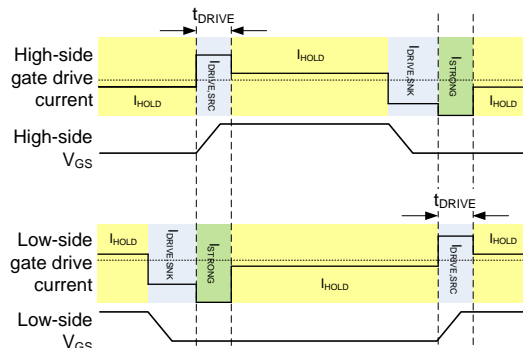 tDRIVE
High-side
gate drive
current
IHOLD
IDRIVE,SRC
IHOLD
IDRIVE,SNK
ISTRONG
IHOLD
High-side
VGS
tDRIVE
Low-side
gate drive
current
IHOLD
IDRIVE,SNK
ISTRONG
IHOLD
IDRIVE,SRC
IHOLD
Low-side
VGS